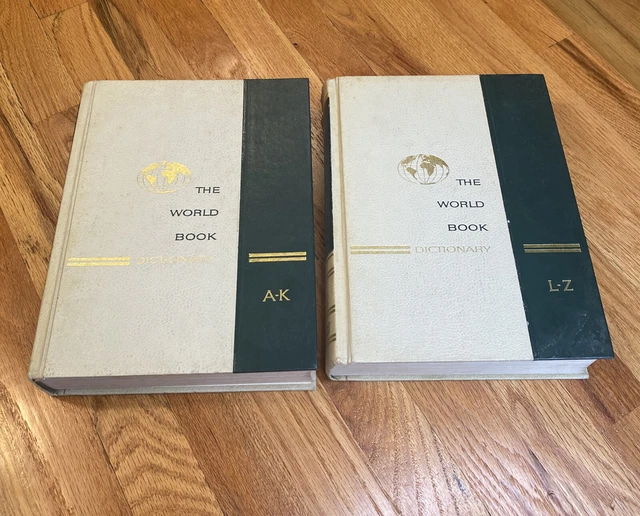 THE
WORLD
BOOK
DICTIONARY
A-K
THE
WORLD
BOOK
DICTIONARY
L-Z